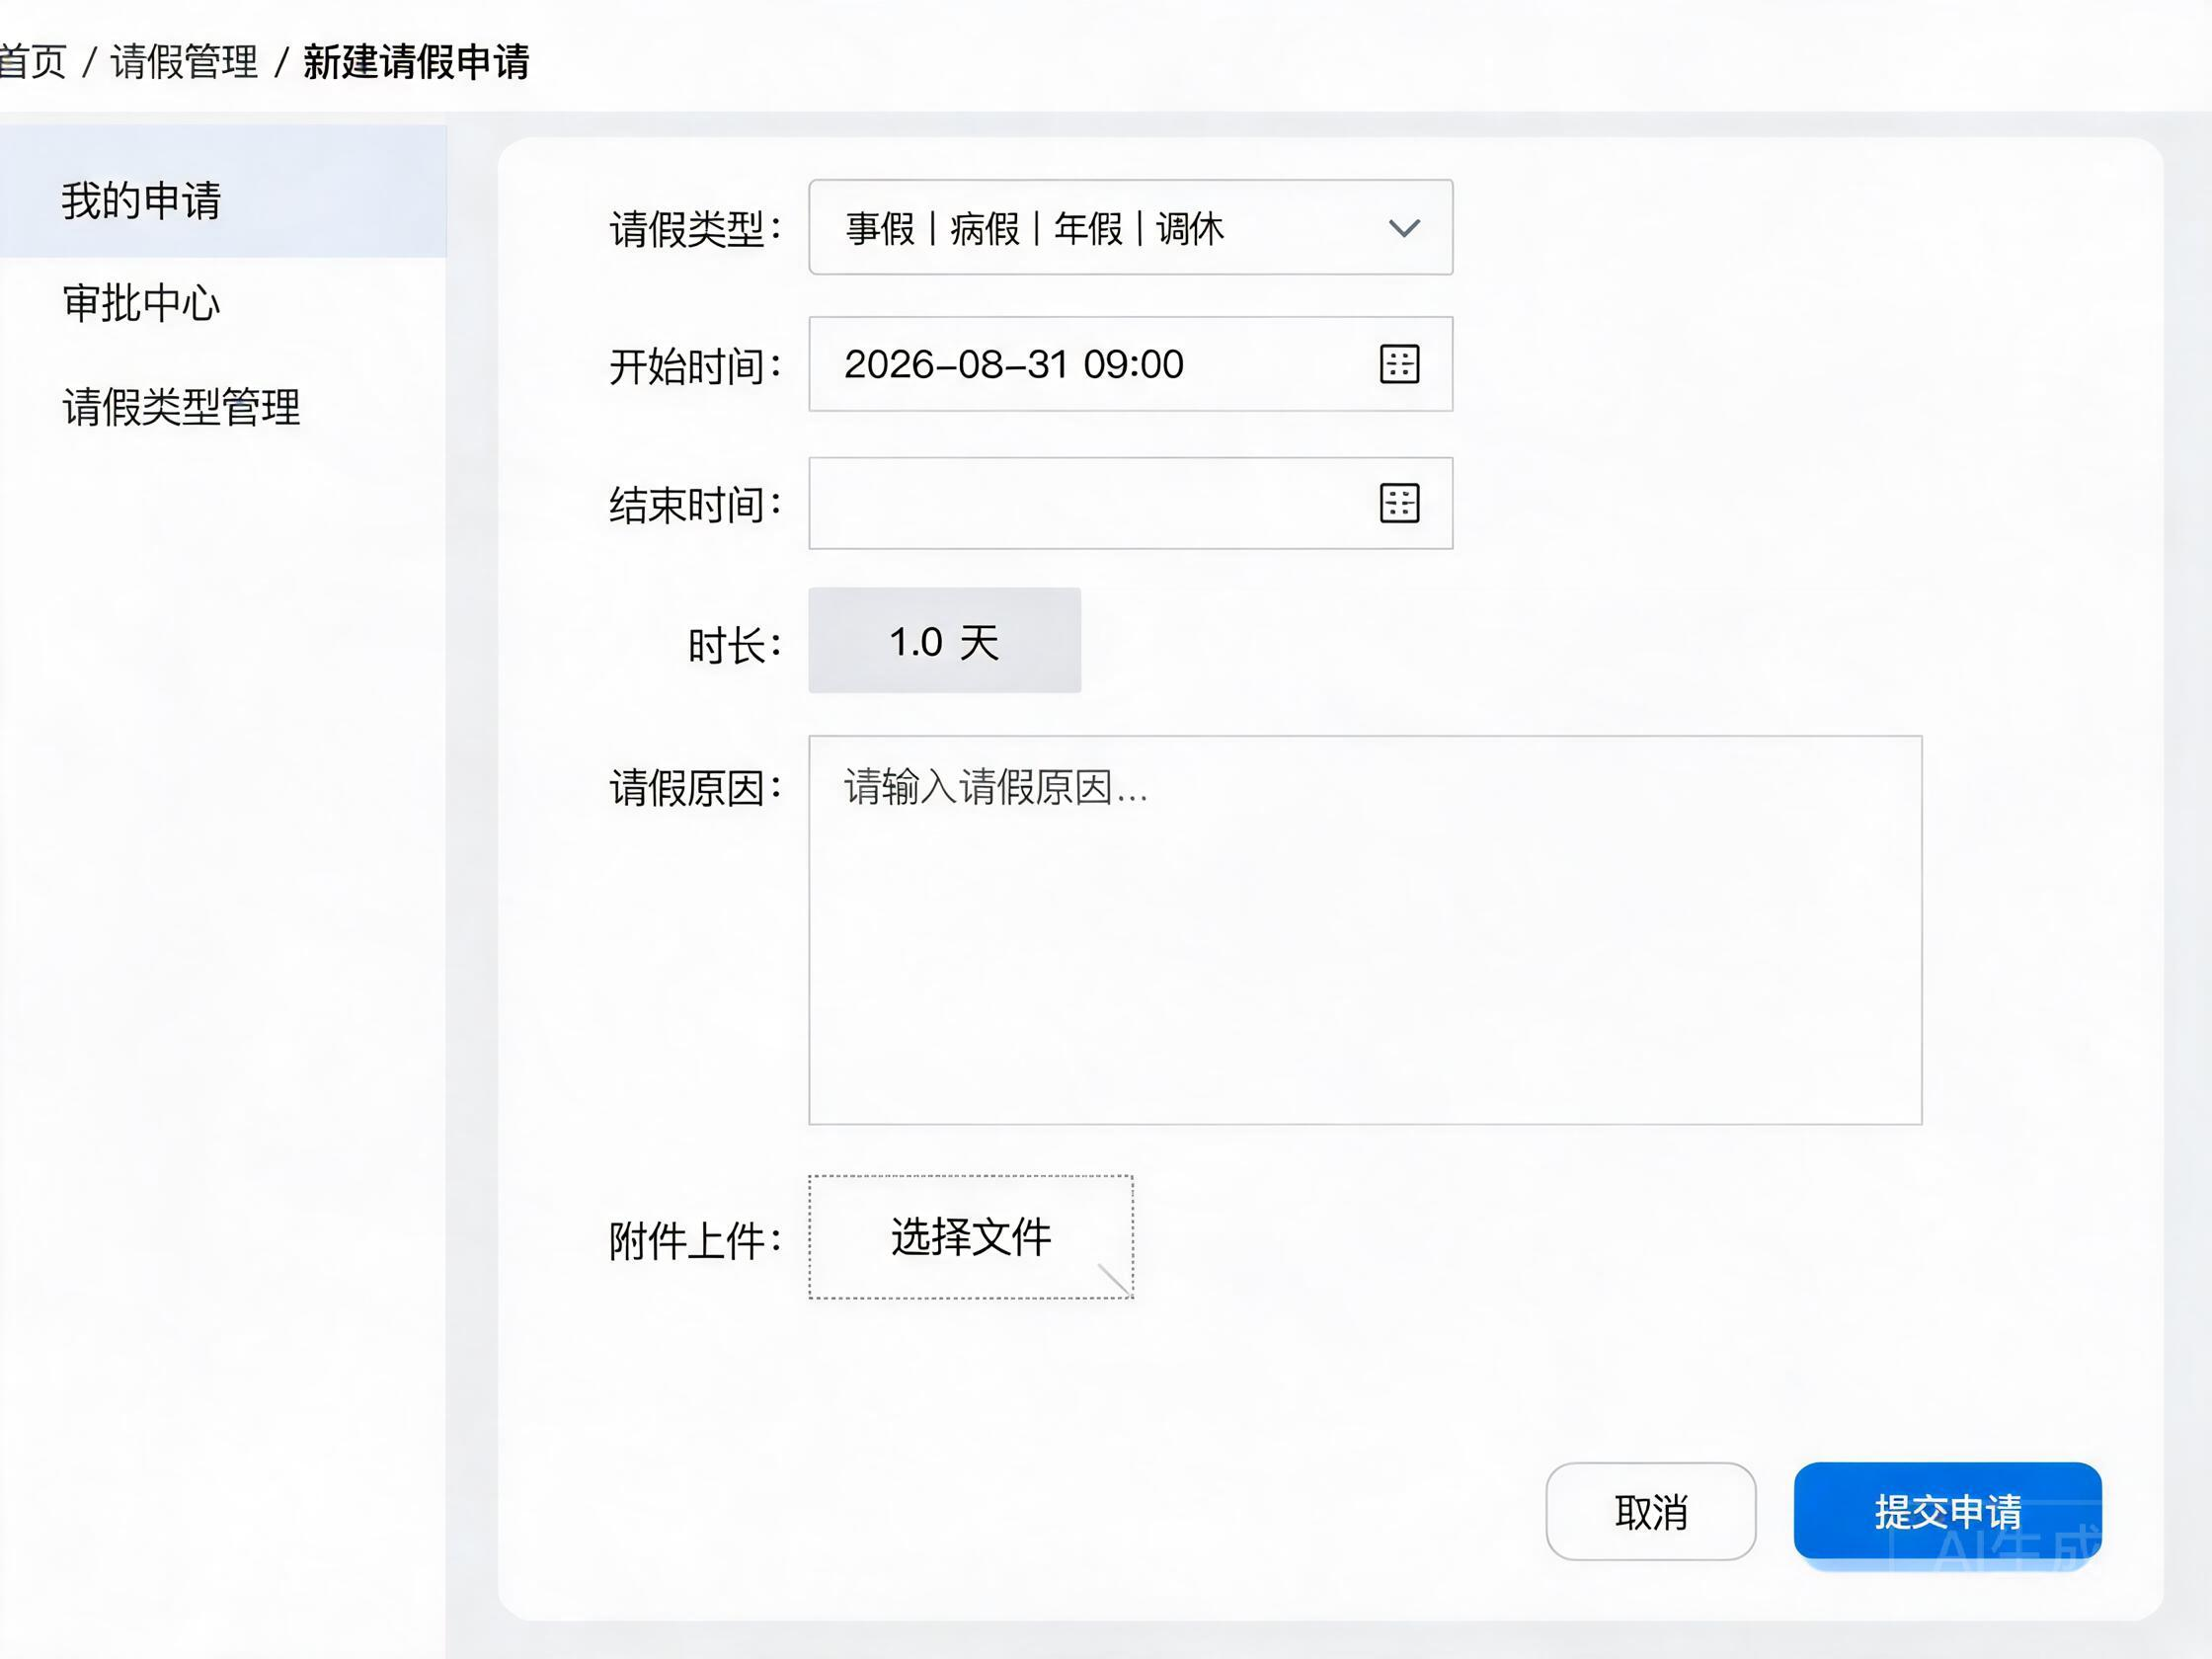 首页 / 请假管理 / 新建请假申请
我的申请
审批中心
请假类型管理
请假类型： 事假 | 病假 | 年假 | 调休
开始时间： 2026-08-31 09:00
结束时间：
时长： 1.0 天
请假原因： 请输入请假原因...
附件上件： 选择文件
取消
提交申请
AI生成